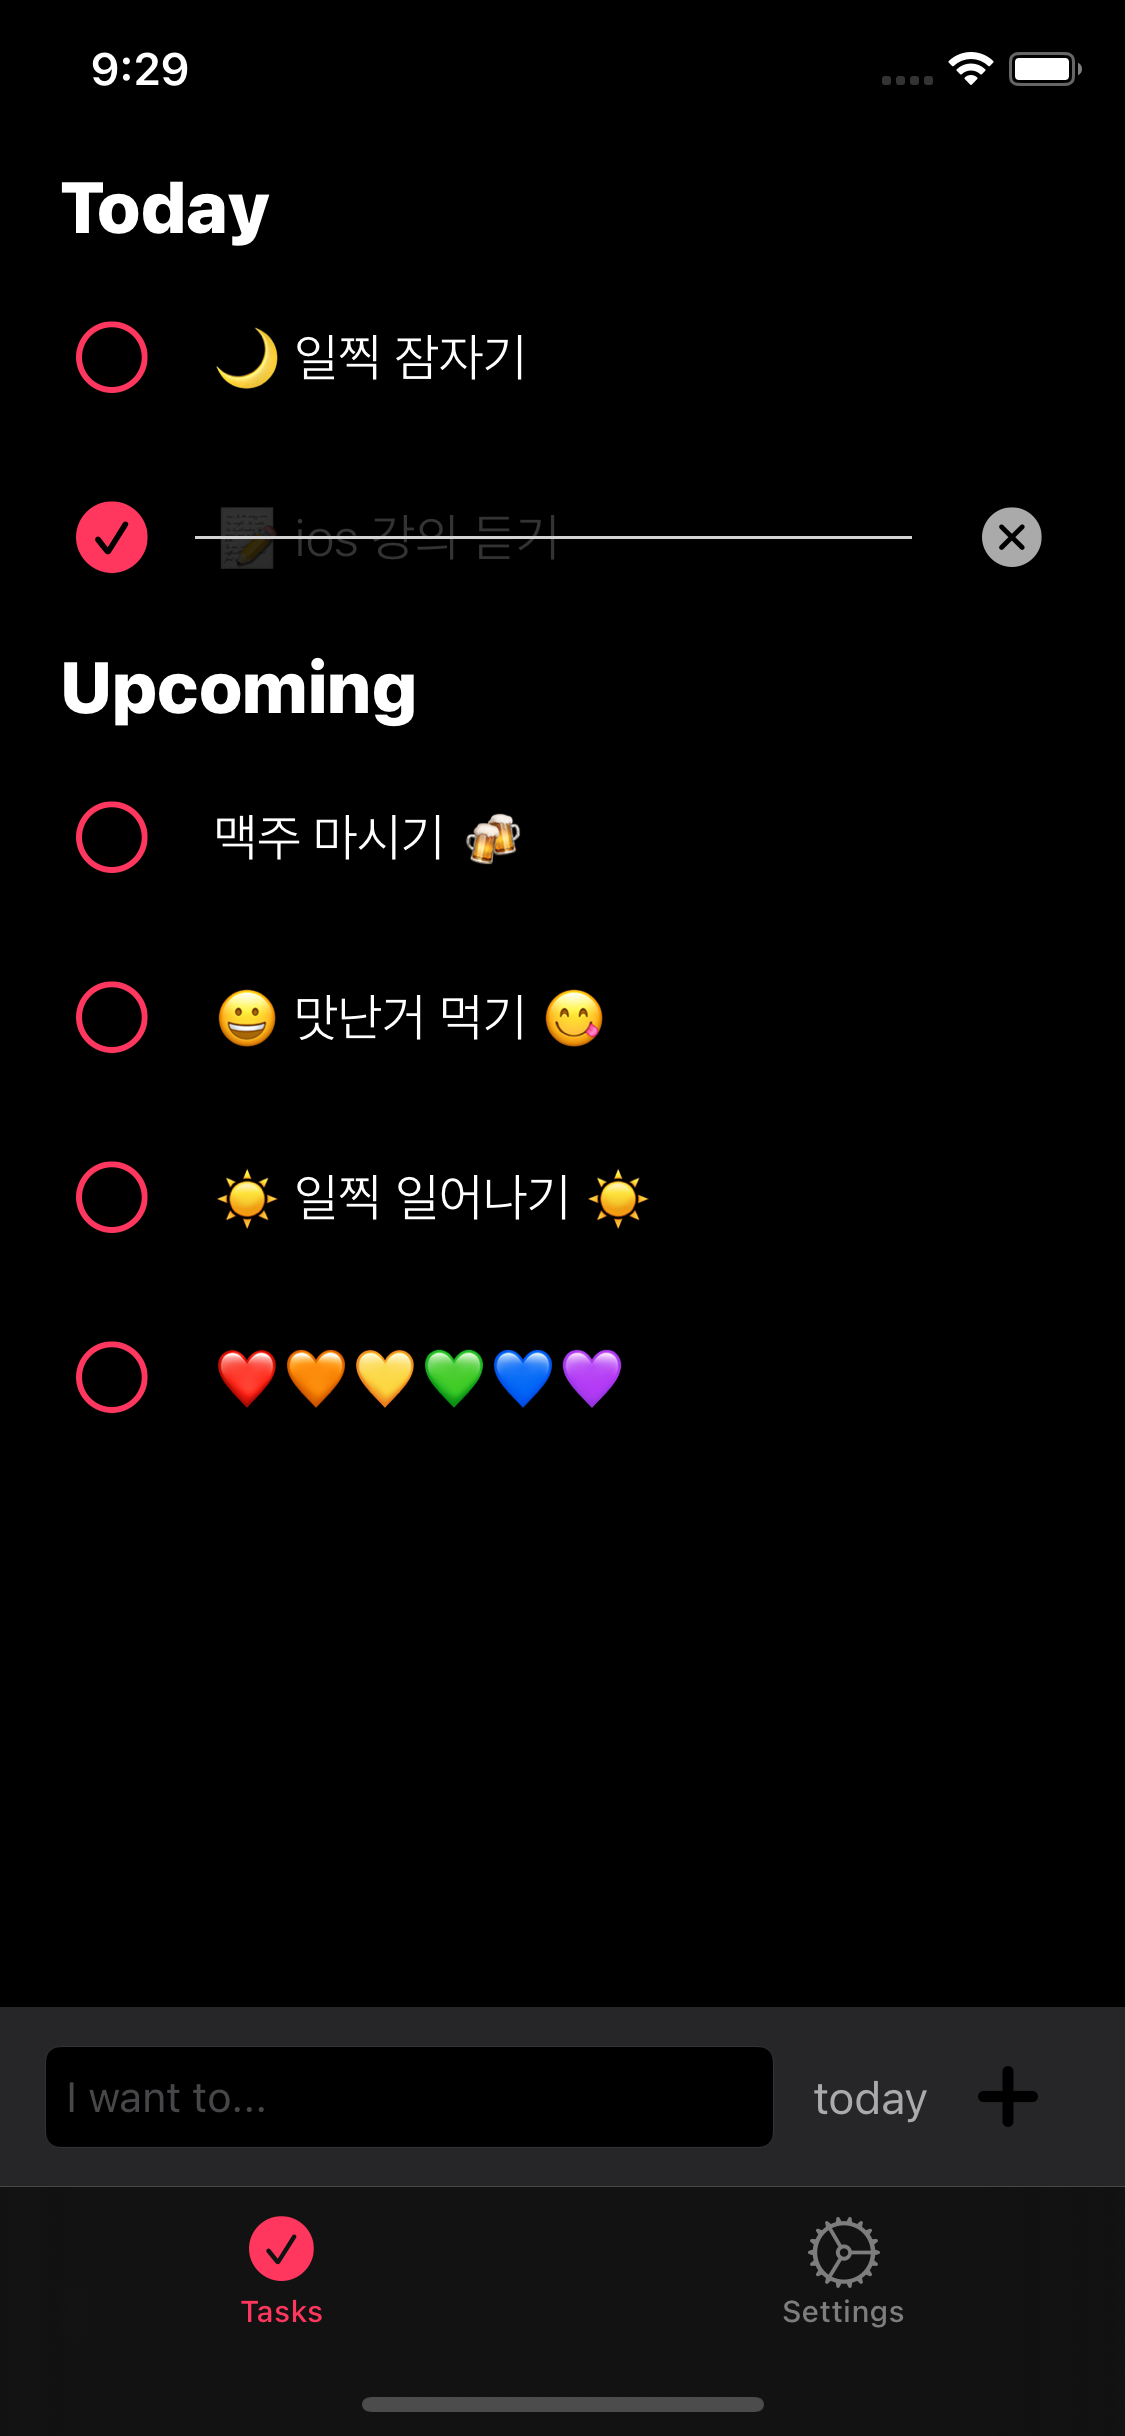 9:29
Today
🌙 일찍 잠자기
📝 ios 강의 듣기
Upcoming
맥주 마시기 🍻
😀 맛난거 먹기 😋
☀️ 일찍 일어나기 ☀️
❤️🧡💛💚💙💜
I want to...
today
Tasks
Settings